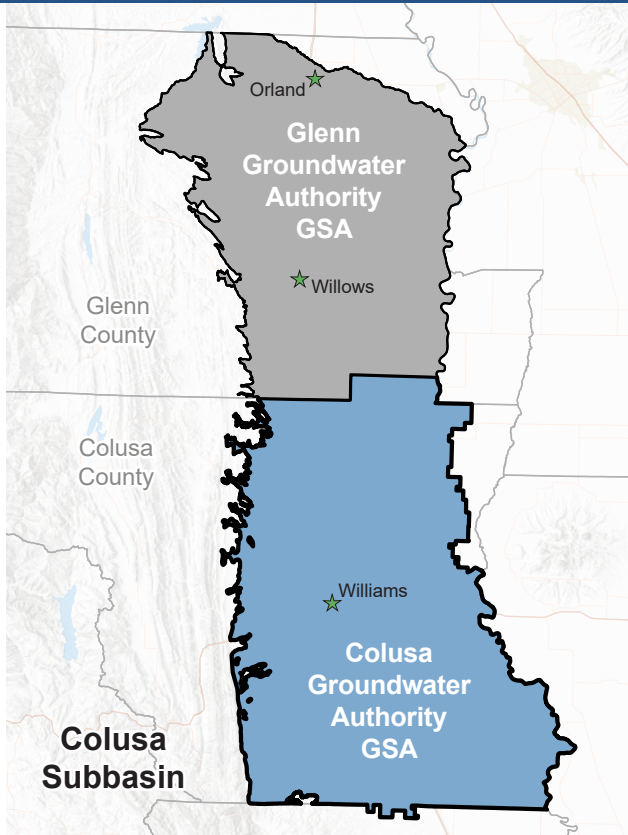 Orland
Glenn
Groundwater
Authority
GSA
Willows
Glenn
County
Colusa
County
Williams
Colusa
Groundwater
Authority
GSA
Colusa
Subbasin